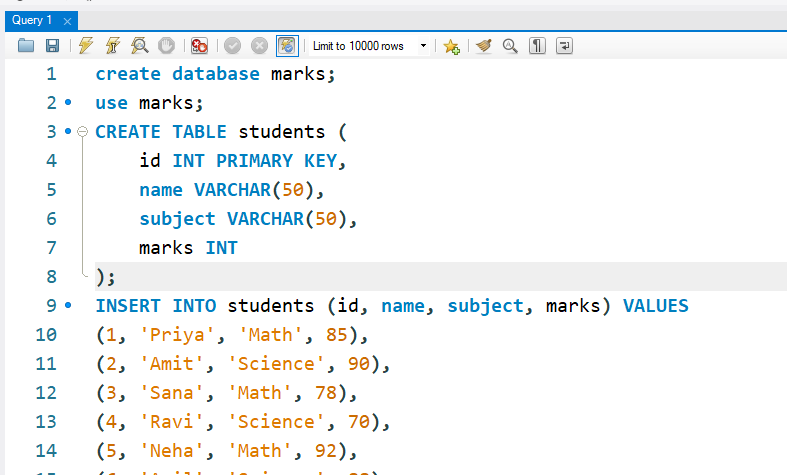 Query 1
Limit to 10000 rows
1 create database marks;
2 use marks;
3 CREATE TABLE students (
4 id INT PRIMARY KEY,
5 name VARCHAR(50),
6 subject VARCHAR(50),
7 marks INT
8 );
9 INSERT INTO students (id, name, subject, marks) VALUES
10 (1, 'Priya', 'Math', 85),
11 (2, 'Amit', 'Science', 90),
12 (3, 'Sana', 'Math', 78),
13 (4, 'Ravi', 'Science', 70),
14 (5, 'Neha', 'Math', 92),